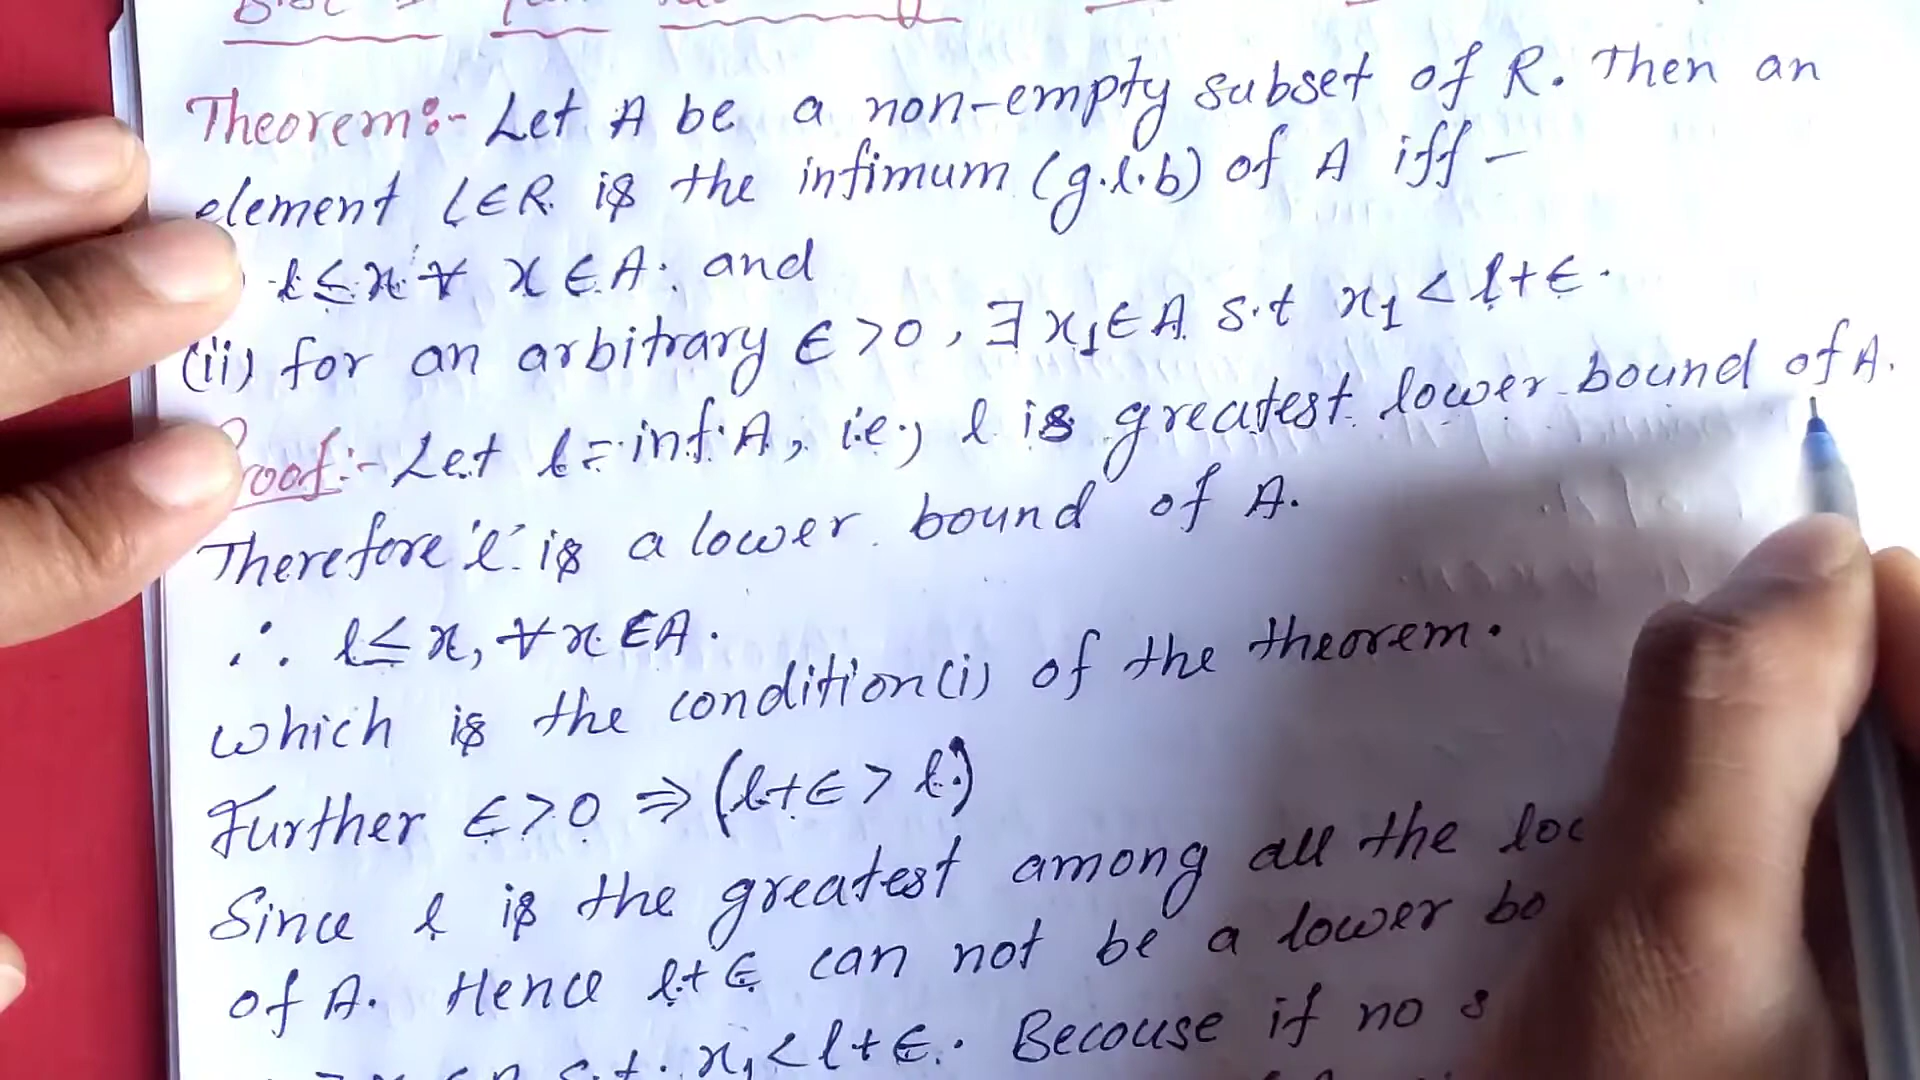 Theorem:- Let A be a non-empty subset of R. Then an
element l∈R is the infimum (g.l.b) of A iff -
l≤x ∀ x∈A. and
(ii) for an arbitrary ∈>0, ∃ x₁∈A s.t x₁<l+∈.
Proof:- Let l=inf.A, i.e., l is greatest lower bound of A.
Therefore 'l' is a lower bound of A.
∴ l≤x, ∀x∈A.
which is the condition(i) of the theorem.
Further ∈>0 ⇒ (l+∈> l.)
Since l is the greatest among all the
of A. Hence l+∈ can not be a lower
s.t. x₁<l+∈. Becouse if no